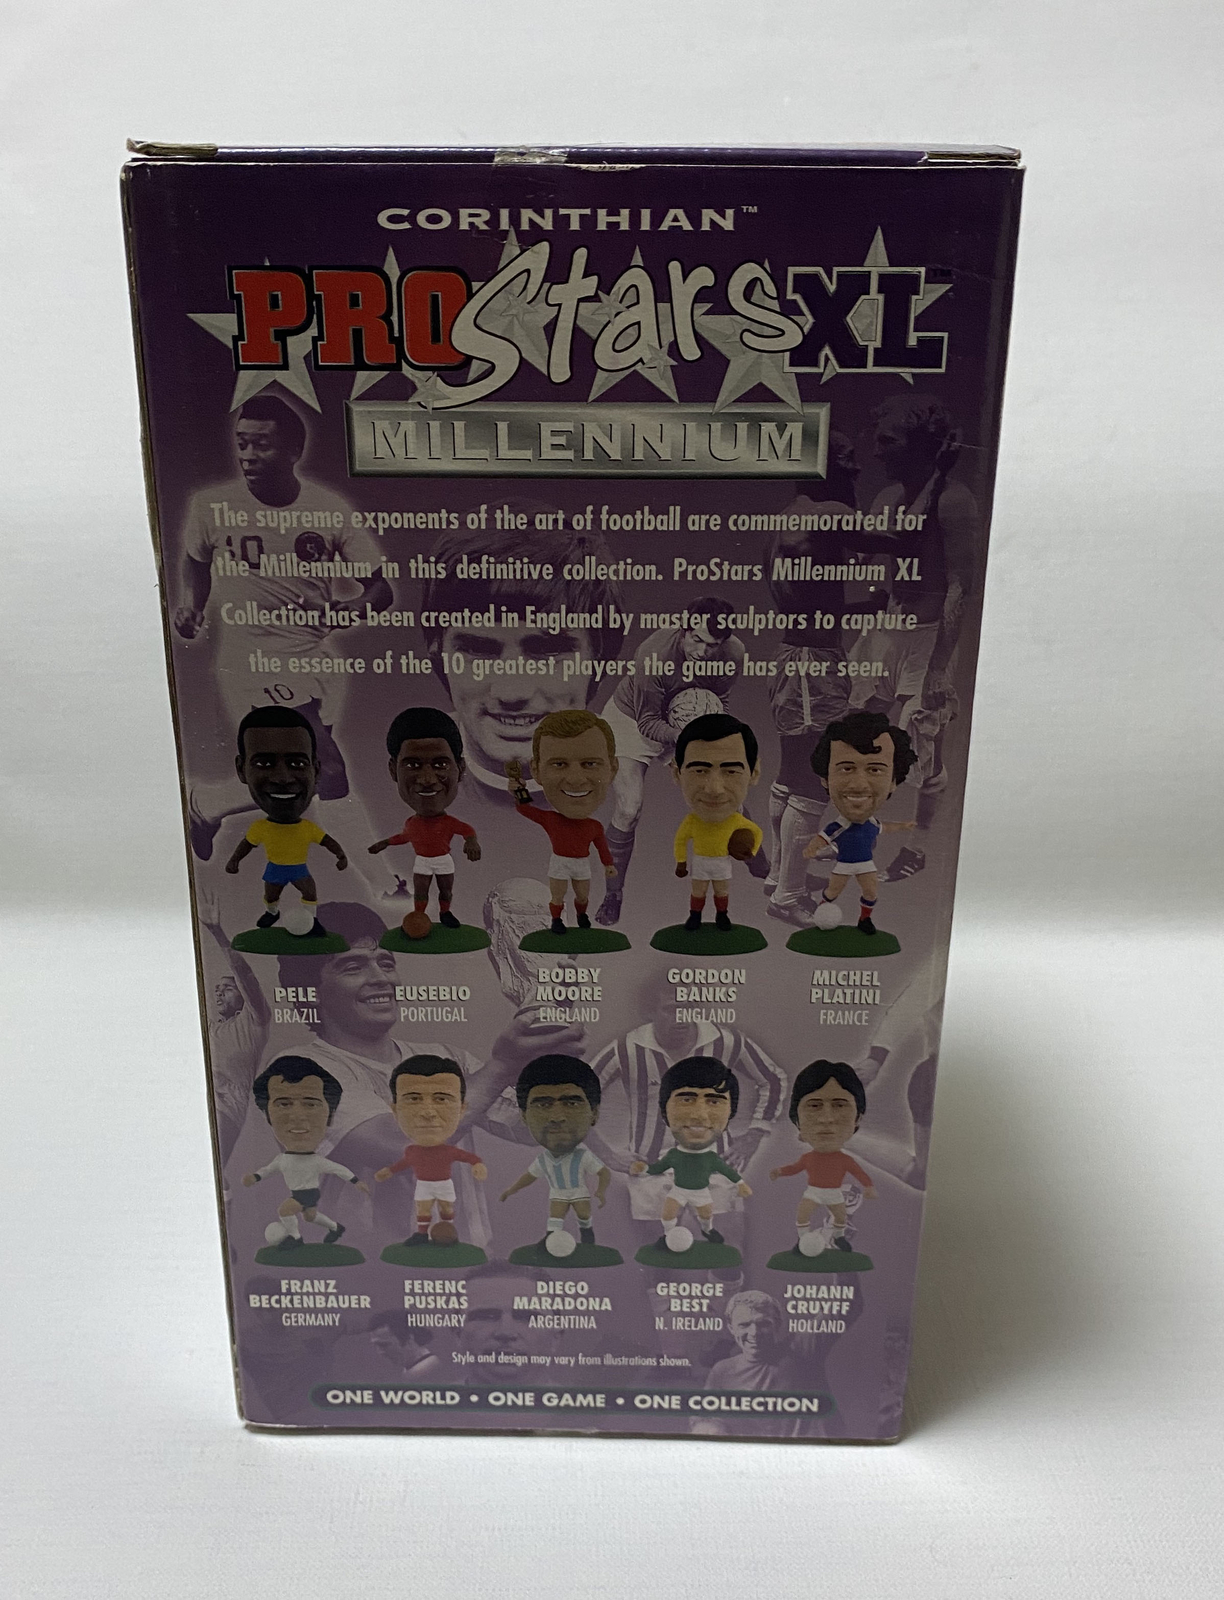 CORINTHIAN™
PROStarsXL™
MILLENNIUM
The supreme exponents of the art of football are commemorated for
the Millennium in this definitive collection. ProStars Millennium XL
Collection has been created in England by master sculptors to capture
the essence of the 10 greatest players the game has ever seen.
10
10
PELE
BRAZIL
EUSEBIO
PORTUGAL
BOBBY
MOORE
ENGLAND
GORDON
BANKS
ENGLAND
MICHEL
PLATINI
FRANCE
FRANZ
BECKENBAUER
GERMANY
FERENC
PUSKAS
HUNGARY
DIEGO
MARADONA
ARGENTINA
GEORGE
BEST
N. IRELAND
JOHANN
CRUYFF
HOLLAND
Style and design may vary from illustrations shown.
ONE WORLD • ONE GAME • ONE COLLECTION